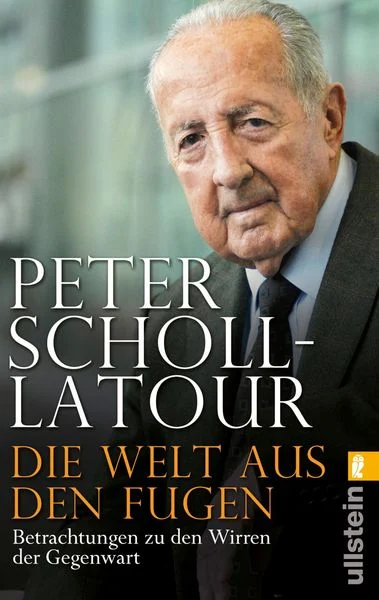 PETER
SCHOLL-
LATOUR
DIE WELT AUS
DEN FUGEN
Betrachtungen zu den Wirren
der Gegenwart
ullstein